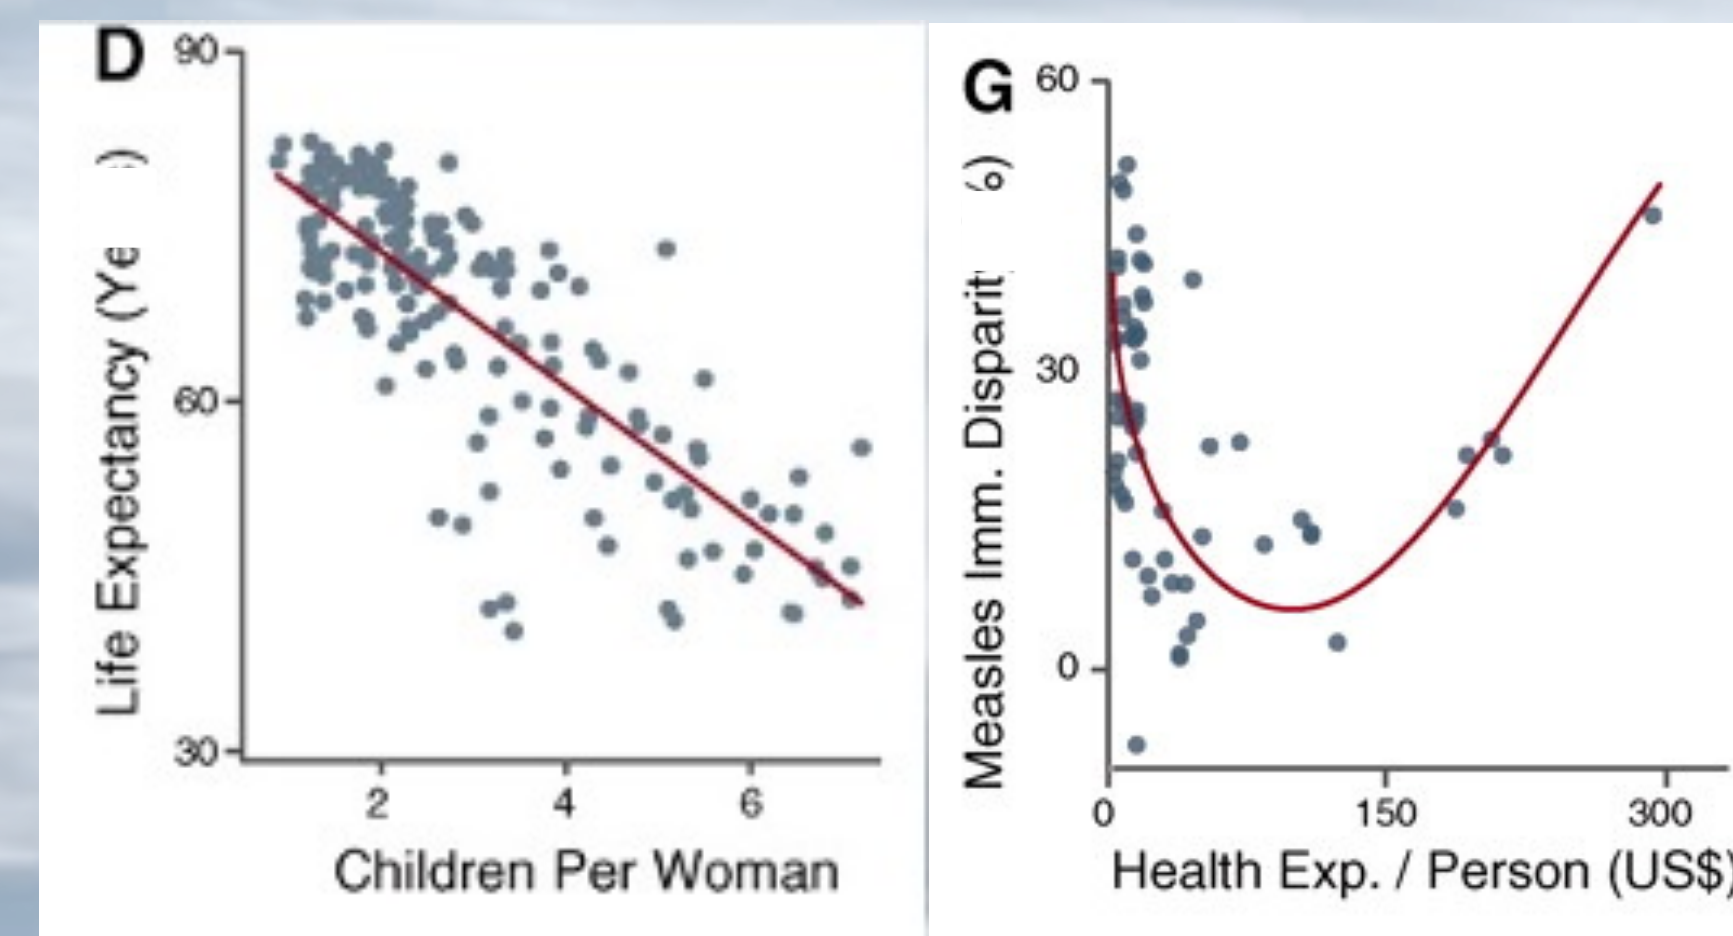 D
90
60
30
Life Expectancy (Ye )
2 4 6
Children Per Woman
G
60
30
0
Measles Imm. Disparit )
0 150 300
Health Exp. / Person (US$)